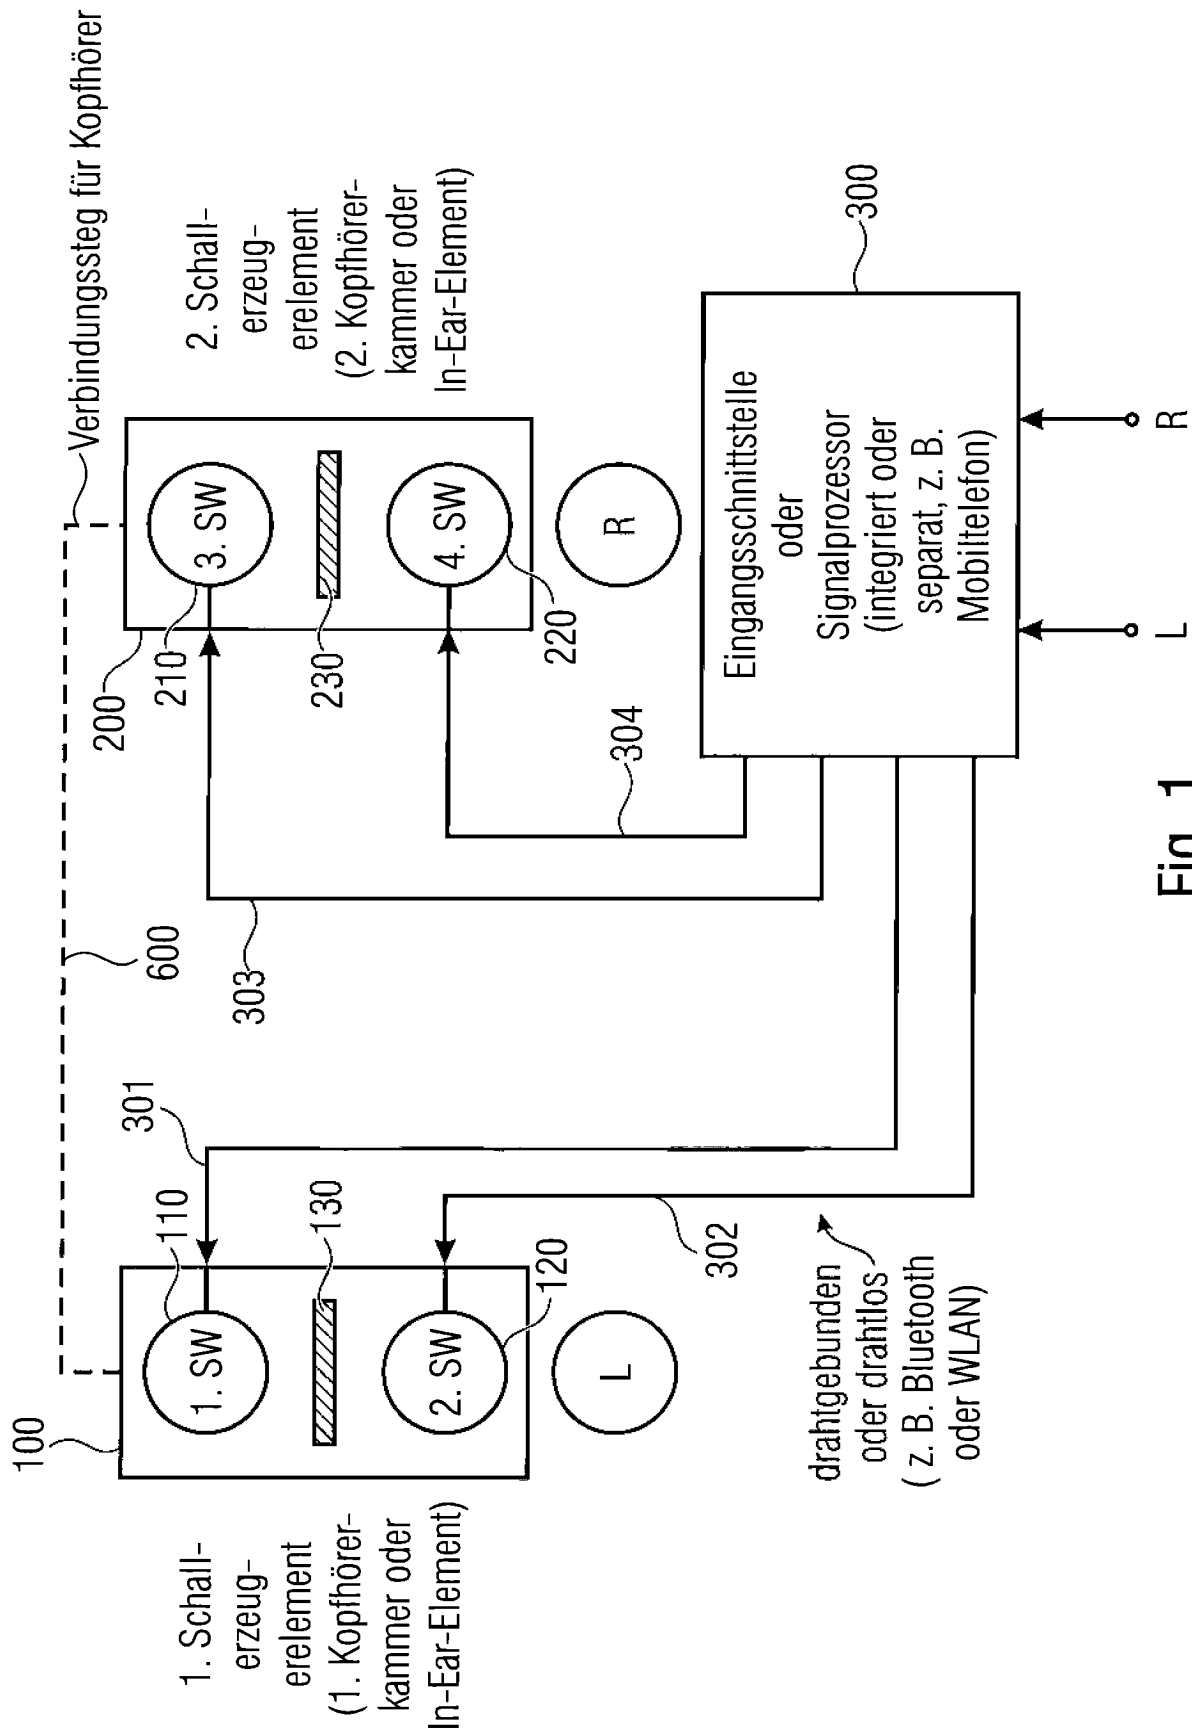 Verbindungssteg für Kopfhörer
600
100
1. Schall-
erzeug-
erelement
(1. Kopfhörer-
kammer oder
In-Ear-Element)
1. SW
110
301
130
2. SW
120
L
302
drahtgebunden
oder drahtlos
( z. B. Bluetooth
oder WLAN)
200
210
3. SW
230
4. SW
220
R
303
304
2. Schall-
erzeug-
erelement
(2. Kopfhörer-
kammer oder
In-Ear-Element)
300
Eingangsschnittstelle
oder
Signalprozessor
(integriert oder
separat, z. B.
Mobiltelefon)
L
R
Fig. 1